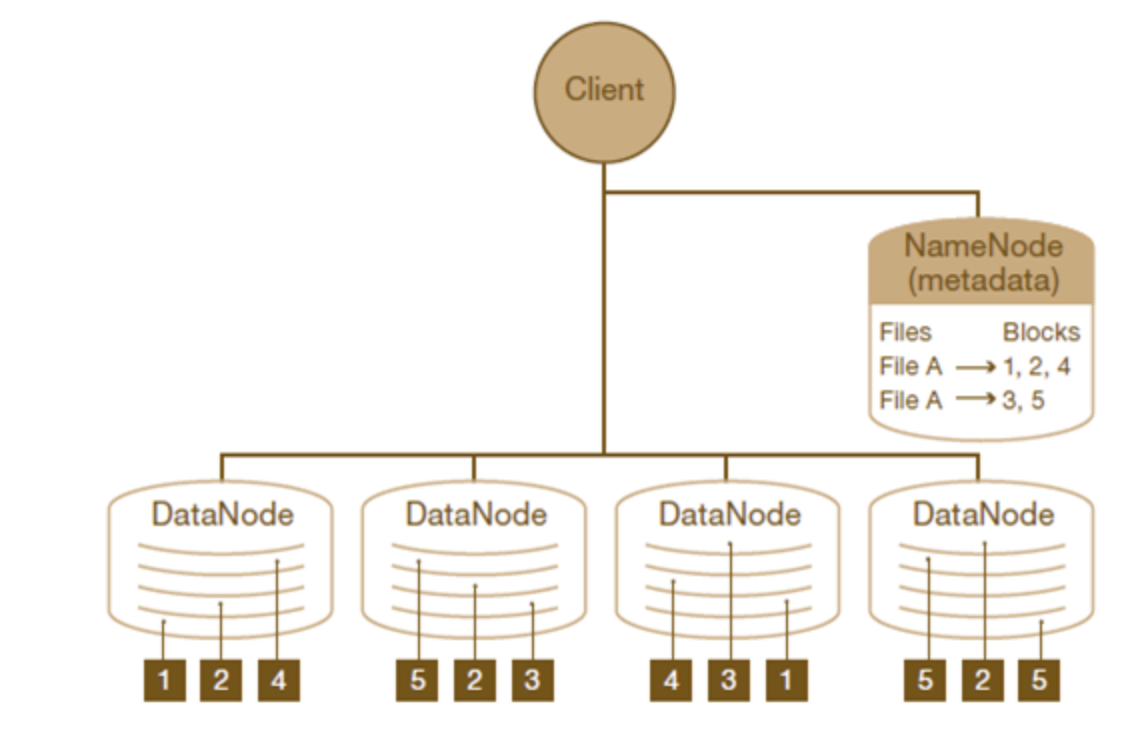 Client
NameNode
(metadata)
Files Blocks
File A → 1, 2, 4
File A → 3, 5
DataNode DataNode DataNode DataNode
1 2 4 5 2 3 4 3 1 5 2 5